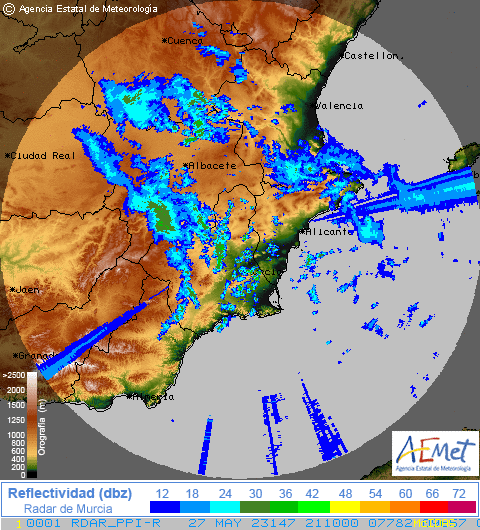 © Agencia Estatal de Meteorología
*Cuenca
*Castellon.
*Valencia
*Ciudad Real
*Albacete
*Alicante
*Jaen
*Granada
*Almeria
>2500
2000
1500
1000
800
600
400
200
0
Orografía (m)
AEMet
Agencia Estatal de Meteorología
Reflectividad (dbz)
Radar de Murcia
12 18 24 30 36 42 48 54 60 66 72
1 0001 RDAR_PPI-R 27 MAY 23147 211000 07782